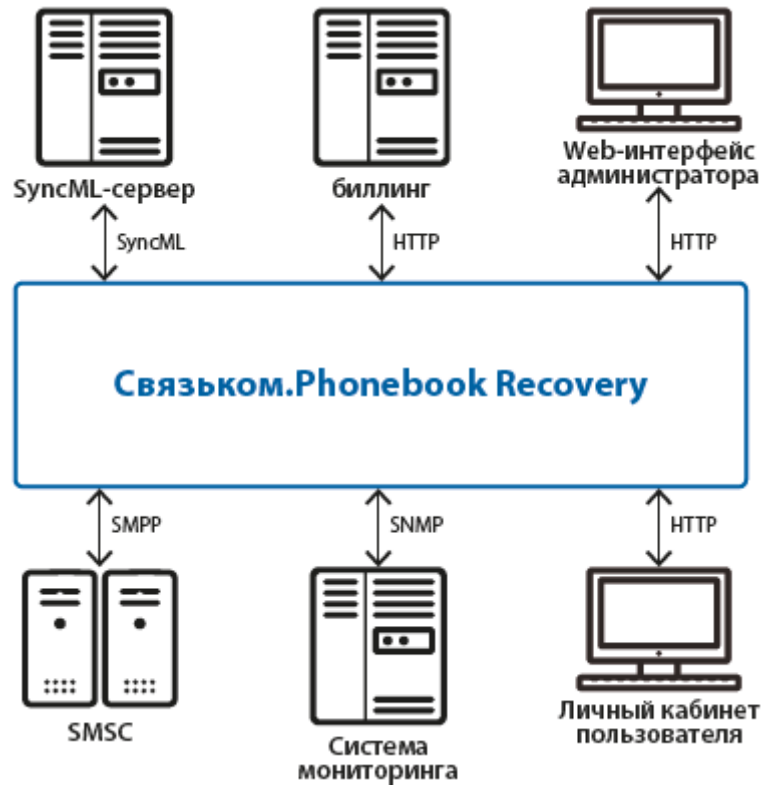 SyncML-сервер
биллинг
Web-интерфейс
администратора
SyncML
HTTP
HTTP
Связьком.Phonebook Recovery
SMPP
SNMP
HTTP
SMSC
Система
мониторинга
Личный кабинет
пользователя